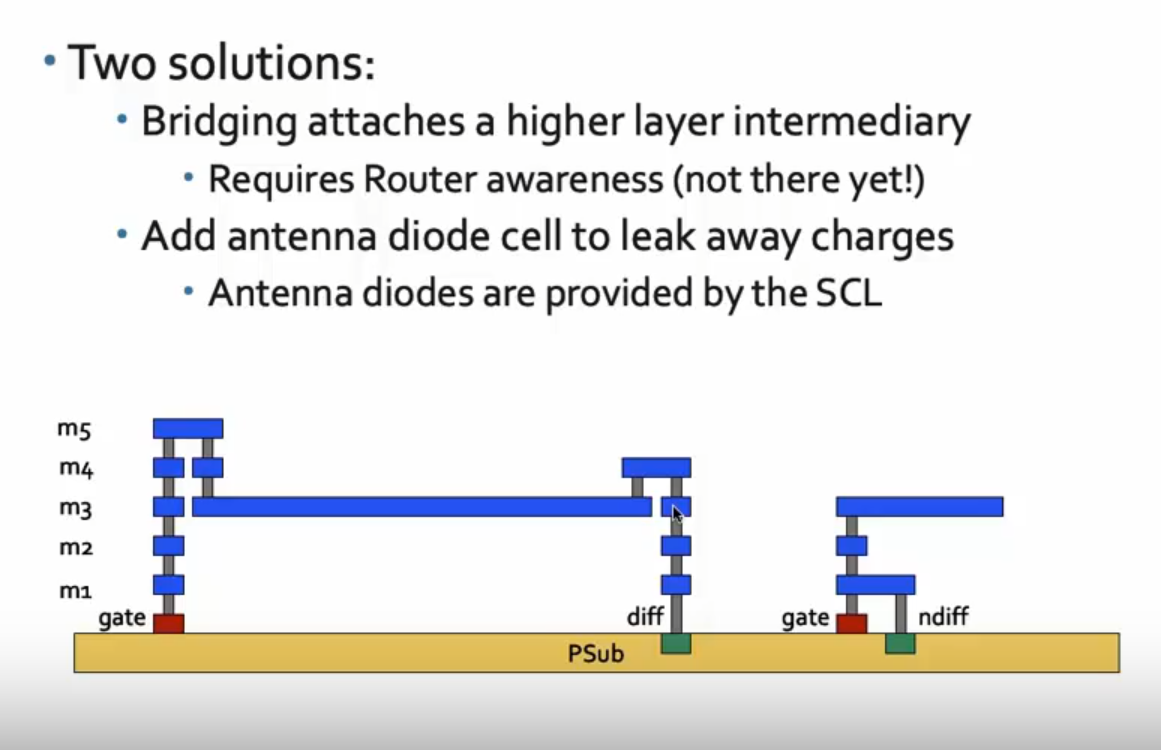 Two solutions:
Bridging attaches a higher layer intermediary
Requires Router awareness (not there yet!)
Add antenna diode cell to leak away charges
Antenna diodes are provided by the SCL
m5
m4
m3
m2
m1
gate
diff
gate
ndiff
PSub